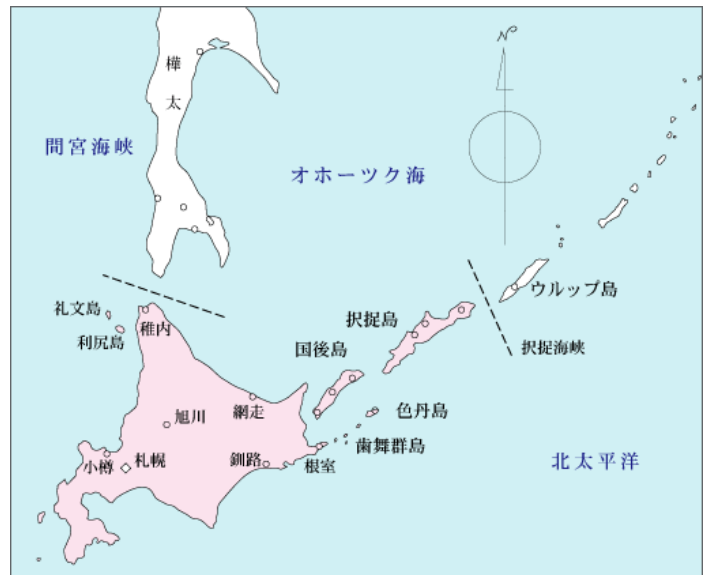 N
樺太
間宮海峡
オホーツク海
ウルップ島
礼文島
択捉島
稚内
利尻島
国後島
択捉海峡
網走
色丹島
旭川
歯舞群島
小樽
札幌
釧路
根室
北太平洋